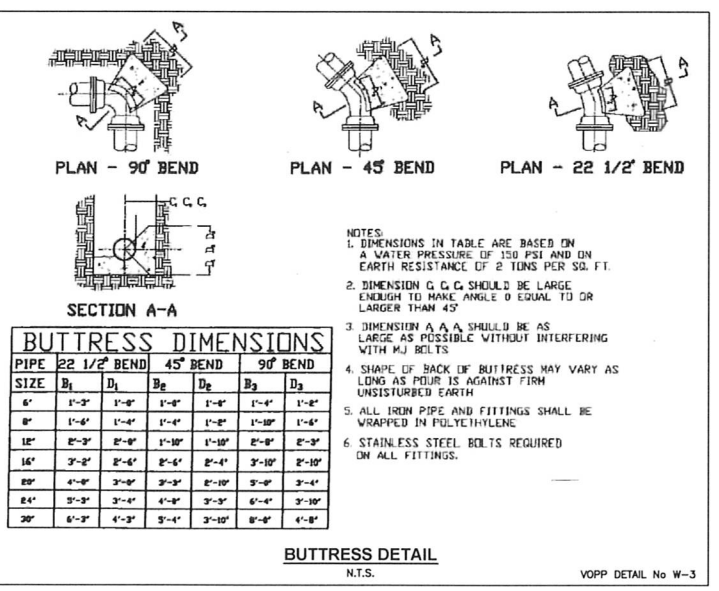 PLAN - 90° BEND
PLAN - 45° BEND
PLAN - 22 1/2° BEND
SECTION A-A
NOTES:
1. DIMENSIONS IN TABLE ARE BASED ON
A WATER PRESSURE OF 150 PSI AND ON
EARTH RESISTANCE OF 2 TONS PER SQ. FT.
2. DIMENSION C, C, C, SHOULD BE LARGE
ENOUGH TO MAKE ANGLE 0 EQUAL TO OR
LARGER THAN 45°
3. DIMENSION A, A, A, SHOULD BE AS
LARGE AS POSSIBLE WITHOUT INTERFERING
WITH MJ BOLTS
4. SHAPE OF BACK OF BUTTRESS MAY VARY AS
LONG AS POUR IS AGAINST FIRM
UNSISTURBED EARTH
5. ALL IRON PIPE AND FITTINGS SHALL BE
WRAPPED IN POLYETHYLENE
6. STAINLESS STEEL BOLTS REQUIRED
ON ALL FITTINGS.
BUTTRESS DIMENSIONS
PIPE 22 1/2° BEND 45° BEND 90° BEND
SIZE B1 D1 B2 D2 B3 D3
6" 1'-3" 1'-0" 1'-0" 1'-0" 1'-4" 1'-2"
8" 1'-6" 1'-4" 1'-4" 1'-2" 1'-10" 1'-6"
12" 2'-3" 2'-0" 1'-10" 1'-10" 2'-8" 2'-3"
16" 3'-2" 2'-6" 2'-6" 2'-4" 3'-10" 2'-10"
20" 4'-0" 3'-0" 3'-3" 2'-10" 5'-0" 3'-4"
24" 5'-3" 3'-4" 4'-0" 3'-3" 6'-4" 3'-10"
30" 6'-3" 4'-3" 5'-4" 3'-10" 8'-0" 4'-8"
BUTTRESS DETAIL
N.T.S.
VOPP DETAIL No W-3